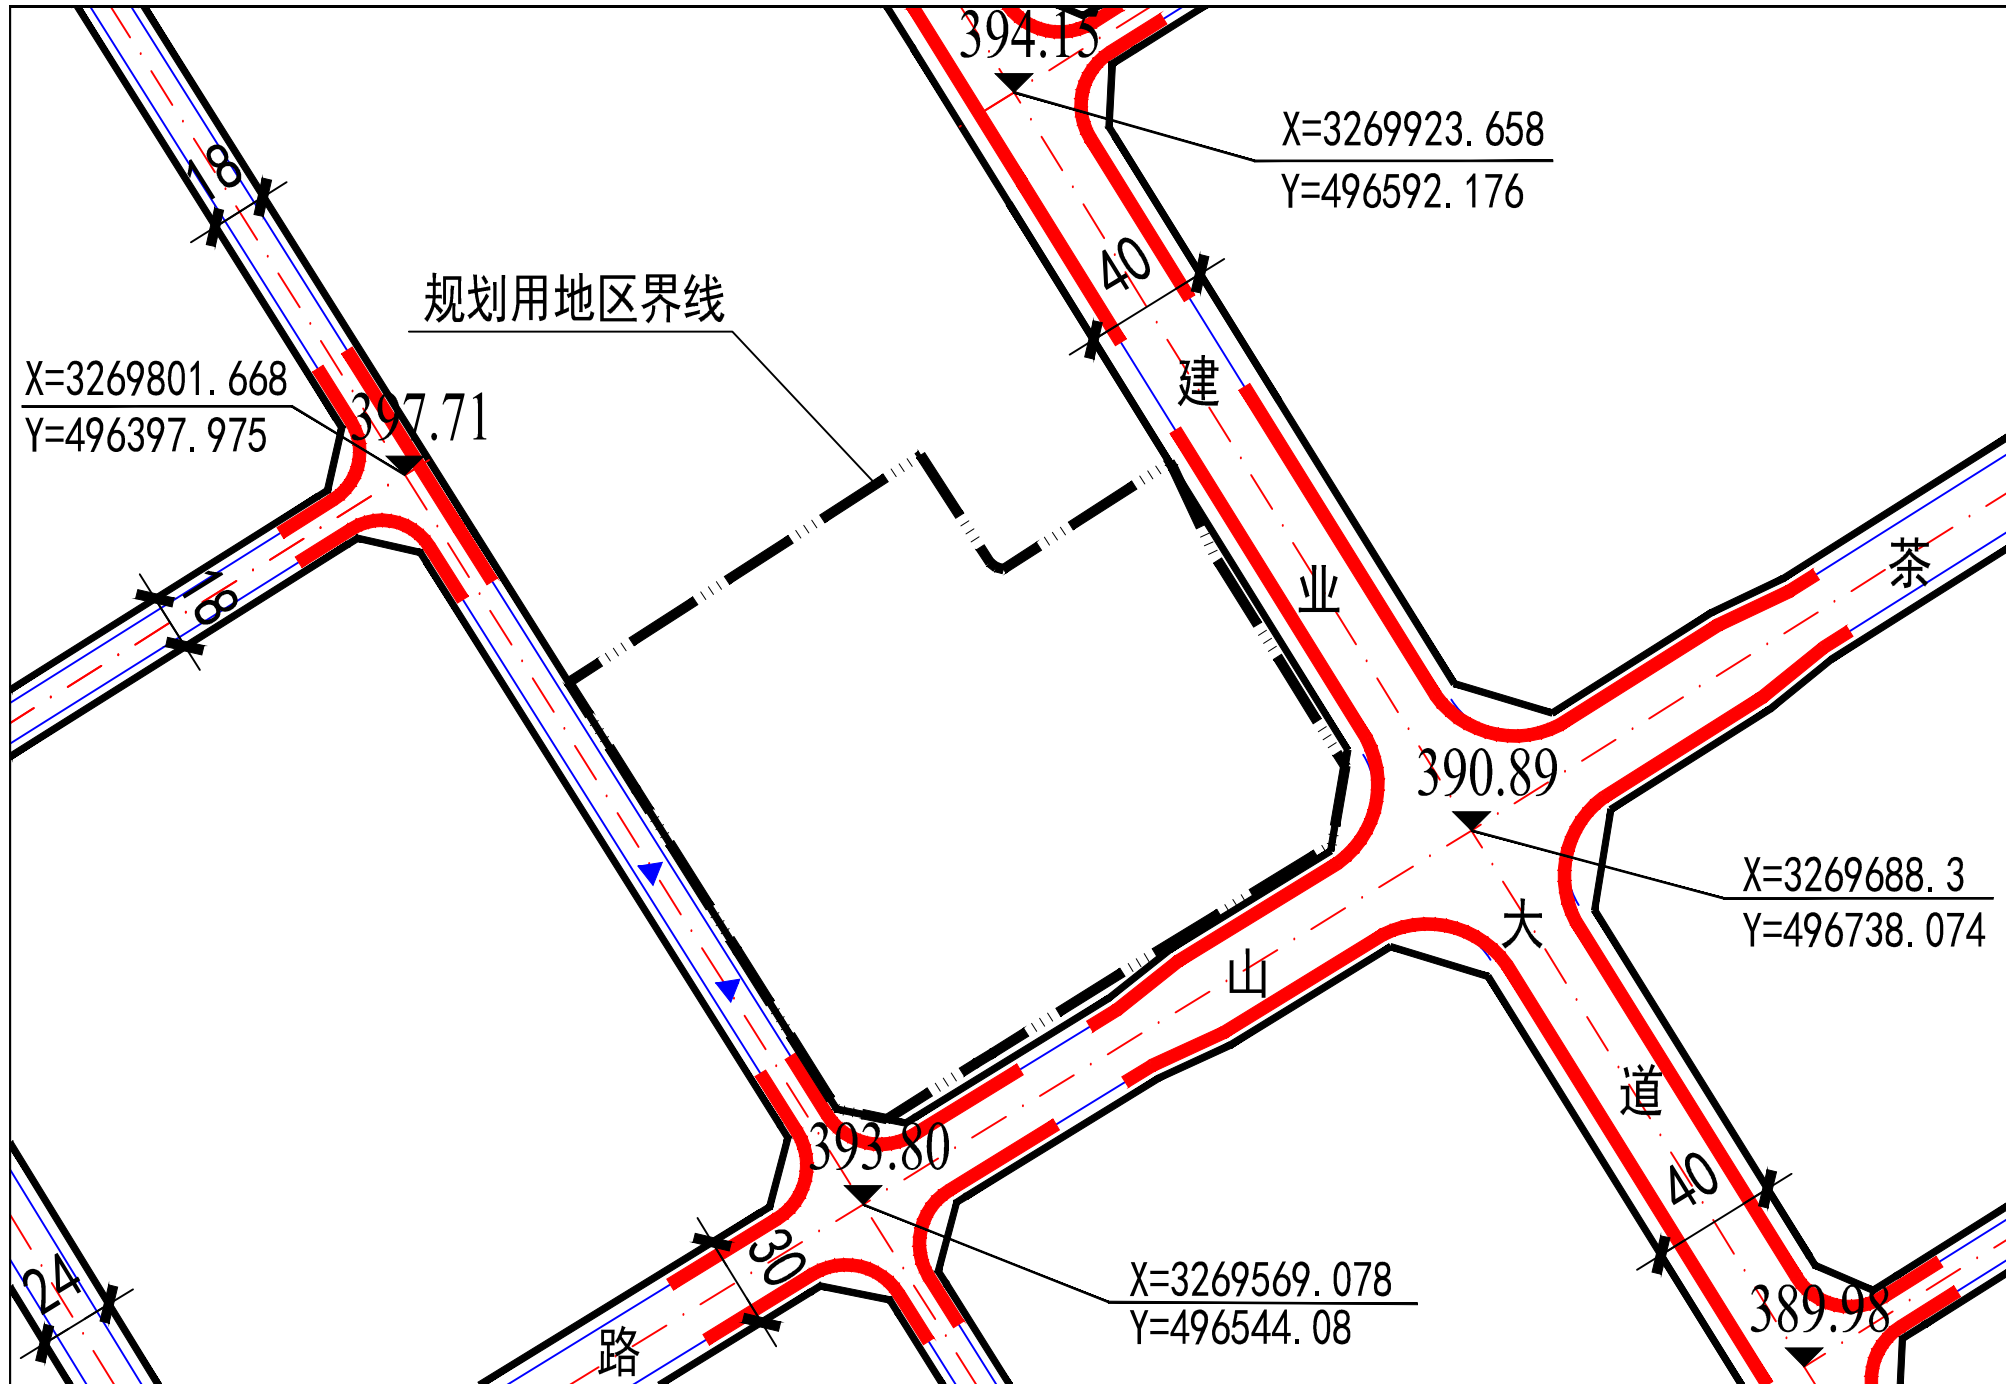 394.15
X=3269923.658
Y=496592.176
18
40
规划用地区界线
X=3269801.668
Y=496397.975
397.71
建
业
茶
18
390.89
X=3269688.3
Y=496738.074
大
山
道
393.80
40
30
24
X=3269569.078
Y=496544.08
389.98
路